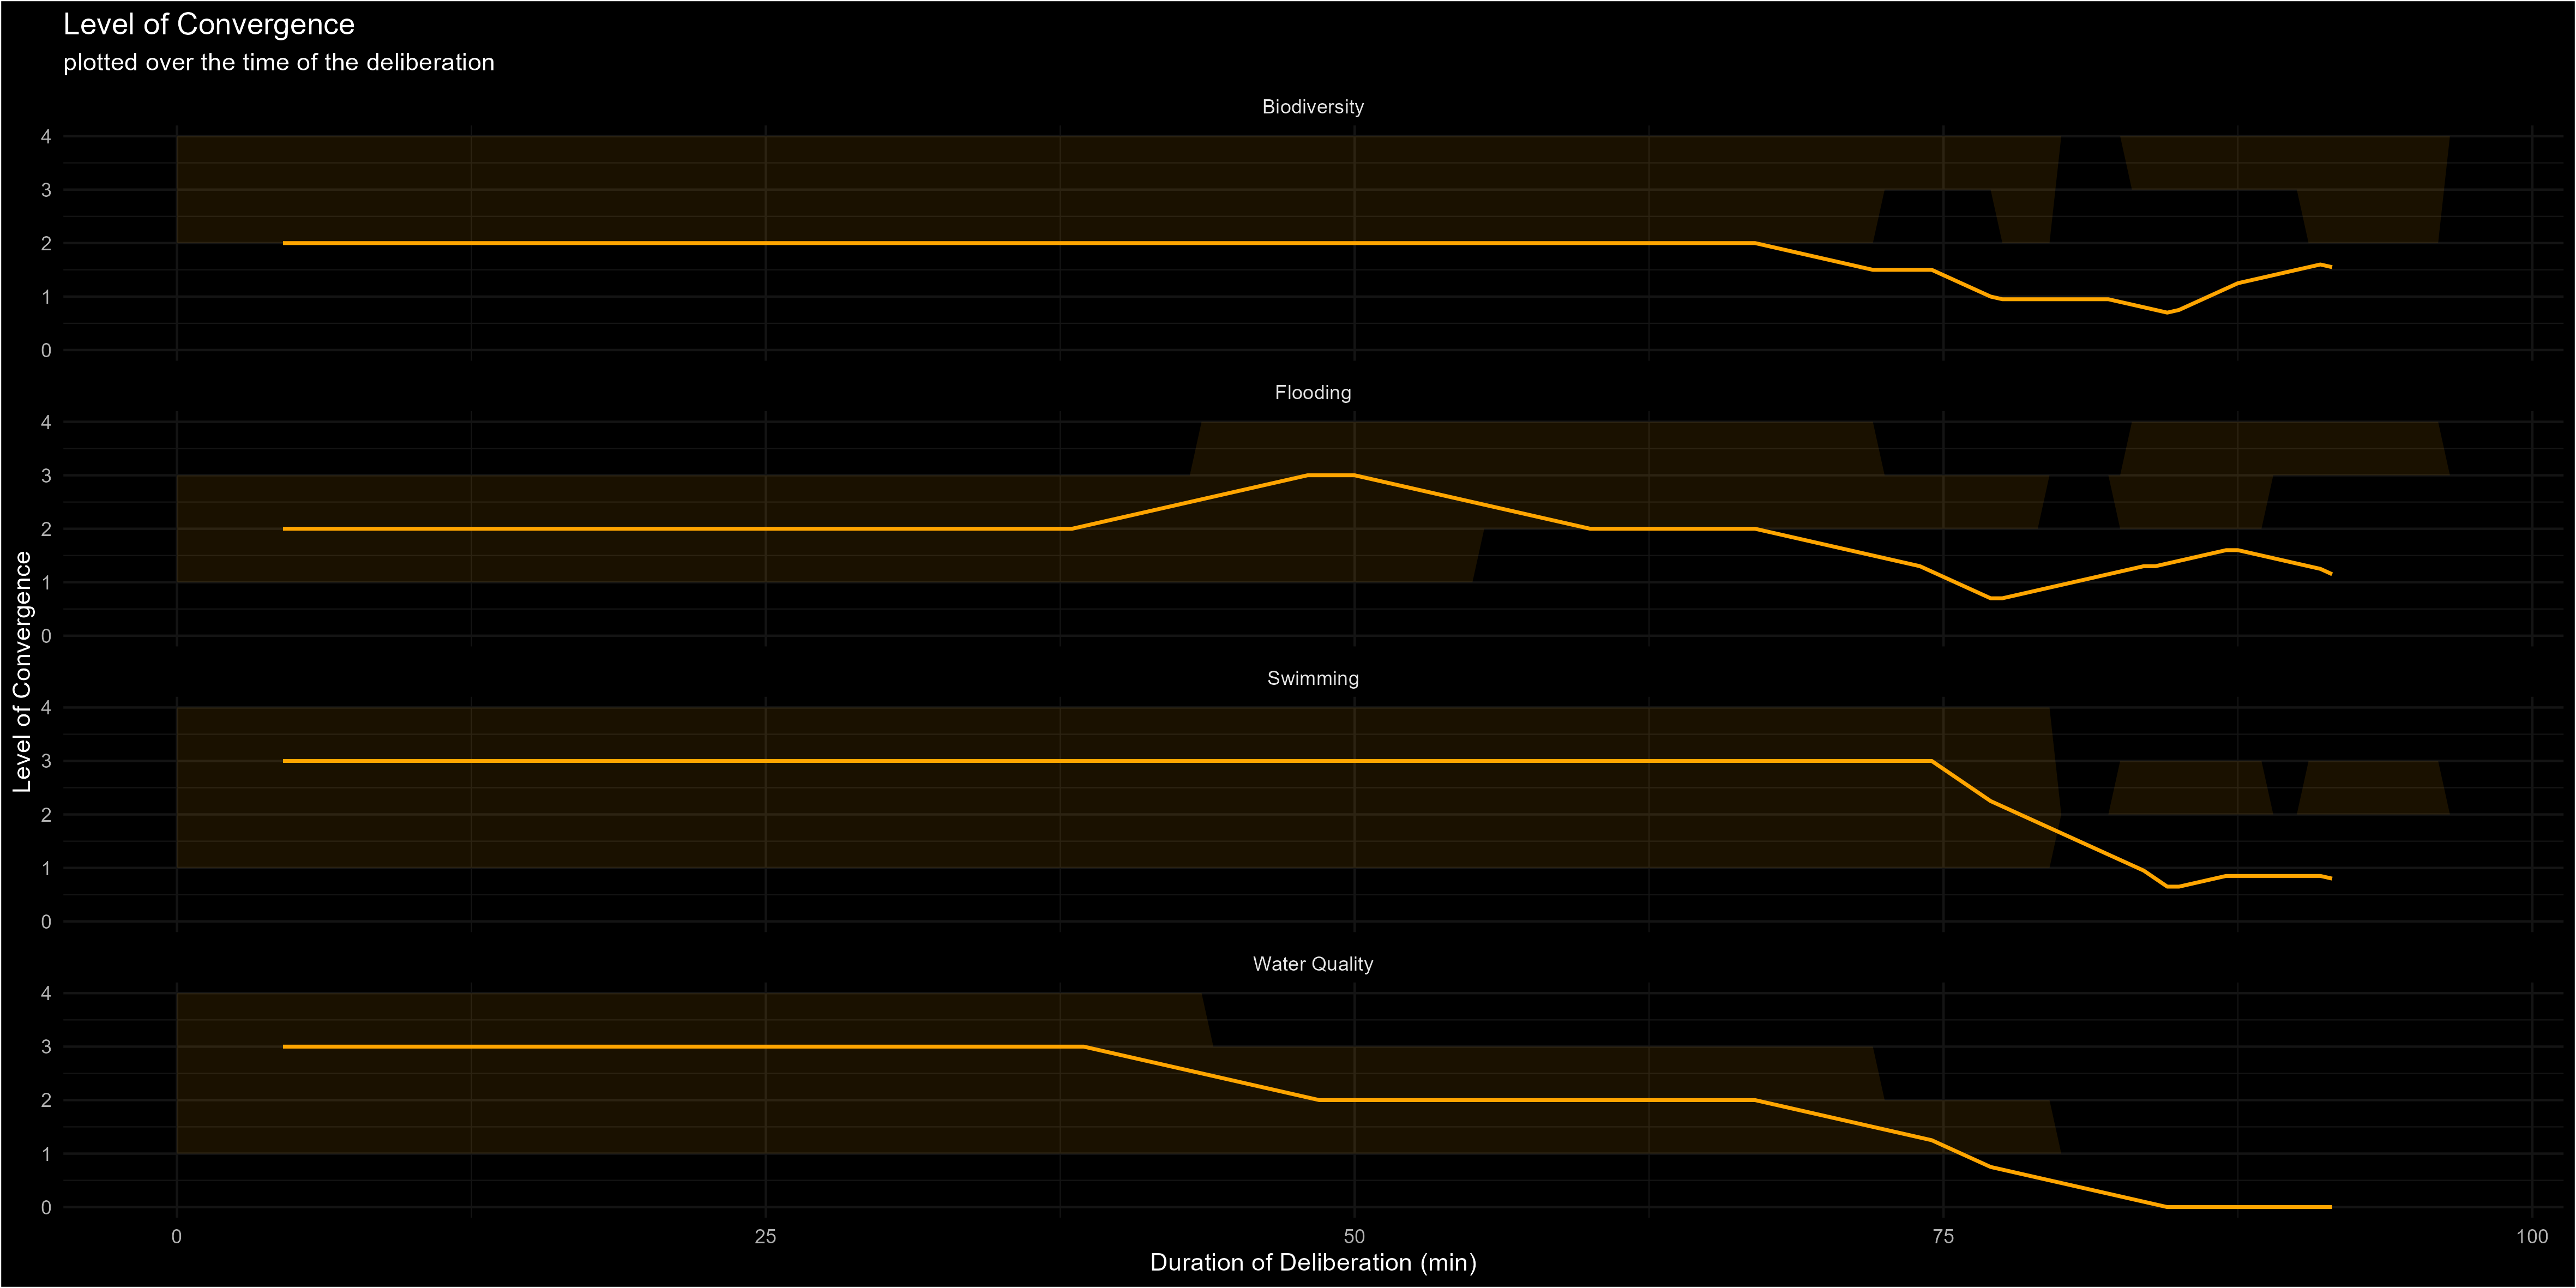 Level of Convergence
plotted over the time of the deliberation
Biodiversity
4
3
2
1
0
Flooding
4
3
2
1
0
Swimming
4
3
2
1
0
Water Quality
4
3
2
1
0
Level of Convergence
0 25 50 75 100
Duration of Deliberation (min)